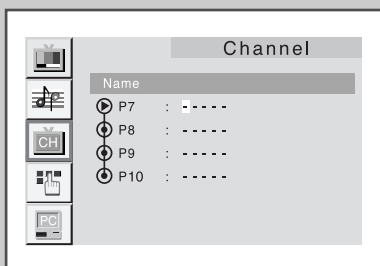 Channel
Name
P7 : - - - - -
P8 : - - - - -
P9 : - - - - -
P10 : - - - - -
CH
PC